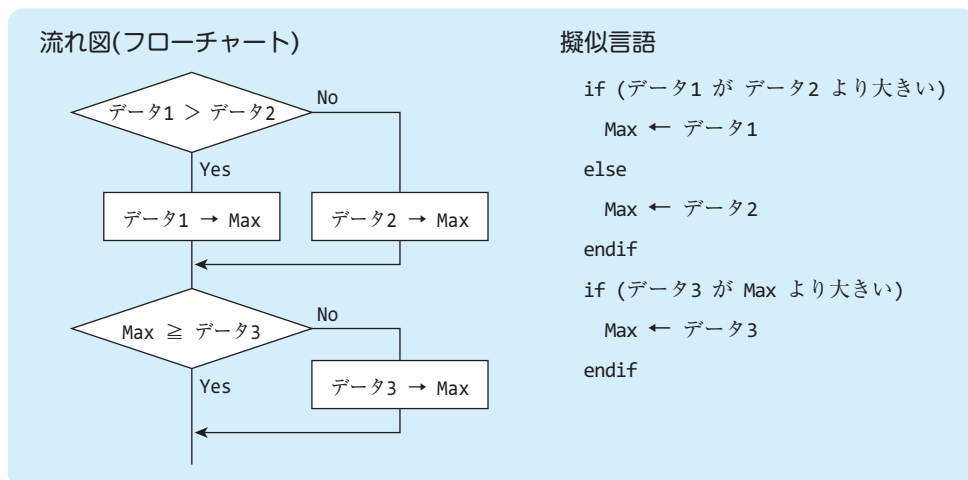 流れ図(フローチャート)
データ1 > データ2
No
Yes
データ1 → Max
データ2 → Max
Max ≧ データ3
No
Yes
データ3 → Max
擬似言語
if (データ1 が データ2 より大きい)
Max ← データ1
else
Max ← データ2
endif
if (データ3 が Max より大きい)
Max ← データ3
endif